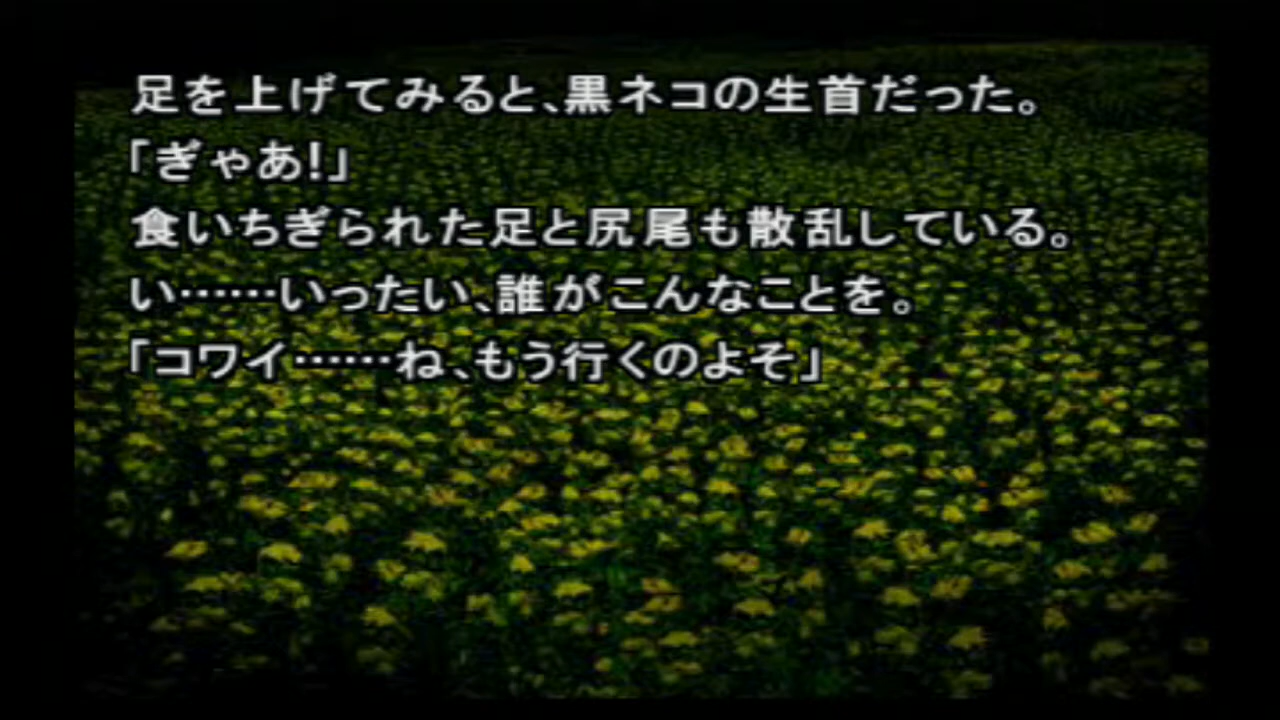 足を上げてみると、黒ネコの生首だった。
「ぎゃあ!」
食いちぎられた足と尻尾も散乱している。
い……いったい、誰がこんなことを。
「コワイ……ね、もう行くのよそ」